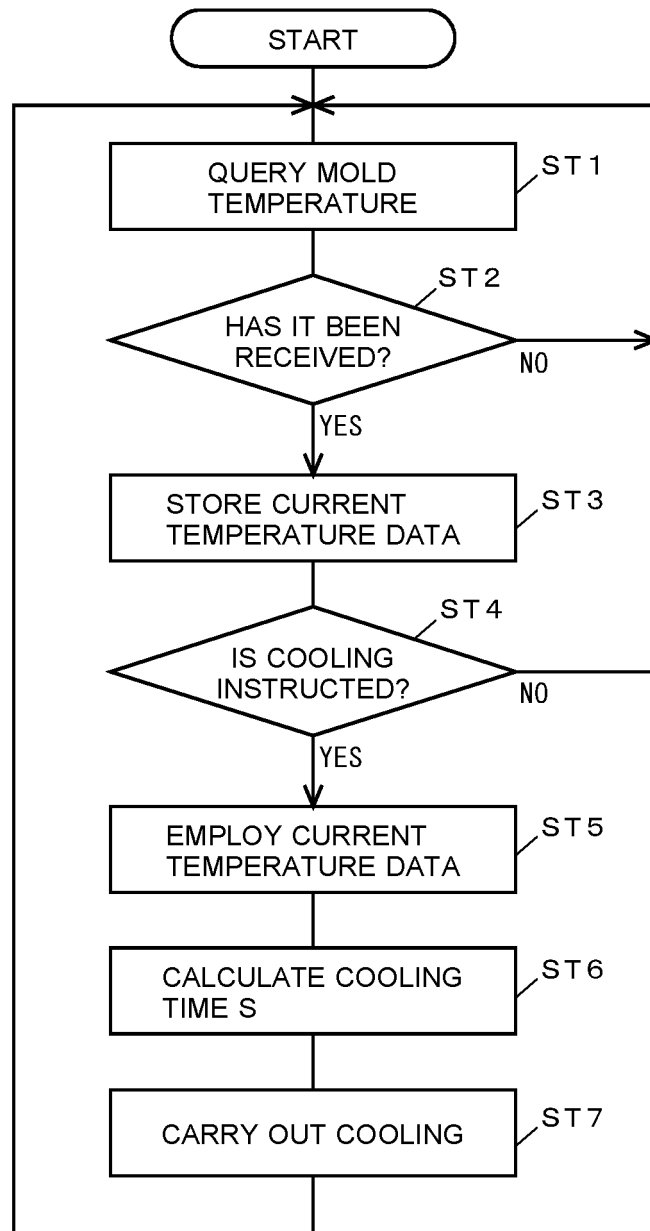 START
QUERY MOLD
TEMPERATURE
ST1
HAS IT BEEN
RECEIVED?
ST2
NO
YES
STORE CURRENT
TEMPERATURE DATA
ST3
IS COOLING
INSTRUCTED?
ST4
NO
YES
EMPLOY CURRENT
TEMPERATURE DATA
ST5
CALCULATE COOLING
TIME S
ST6
CARRY OUT COOLING
ST7